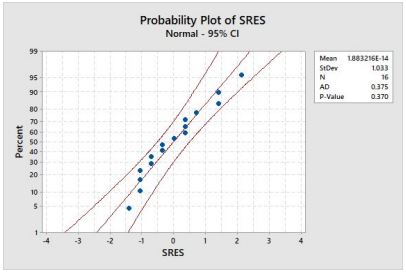 Probability Plot of SRES
Normal - 95% CI
99
95
90
80
70
60
50
40
30
20
10
5
1
Percent
-4 -3 -2 -1 0 1 2 3 4
SRES
Mean 1.883216E-14
StDev 1.033
N 16
AD 0.375
P-Value 0.370